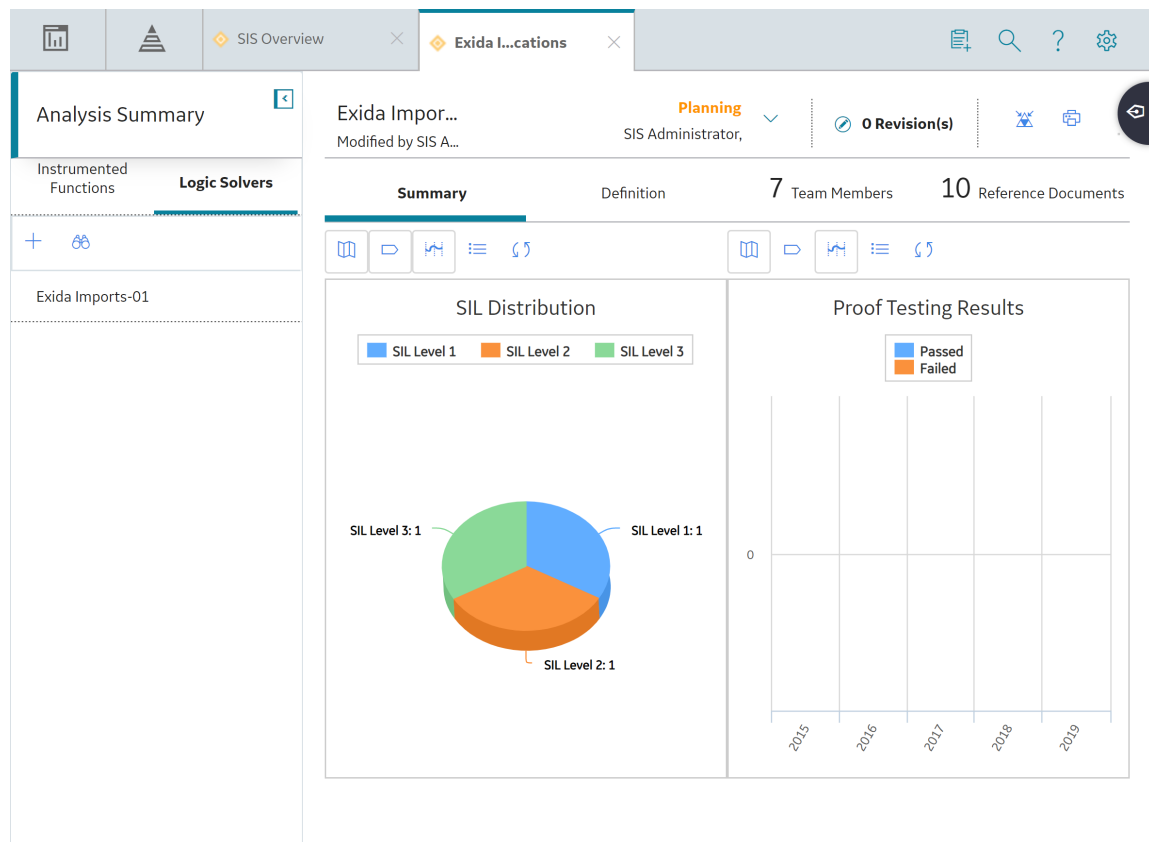 SIS Overview
Exida I...cations
Analysis Summary
Instrumented
Functions
Logic Solvers
Exida Imports-01
Exida Impor...
Modified by SIS A...
Planning
SIS Administrator,
0 Revision(s)
Summary
Definition
7 Team Members
10 Reference Documents
SIL Distribution
SIL Level 1
SIL Level 2
SIL Level 3
SIL Level 3: 1
SIL Level 1: 1
SIL Level 2: 1
Proof Testing Results
Passed
Failed
0
2015
2016
2017
2018
2019